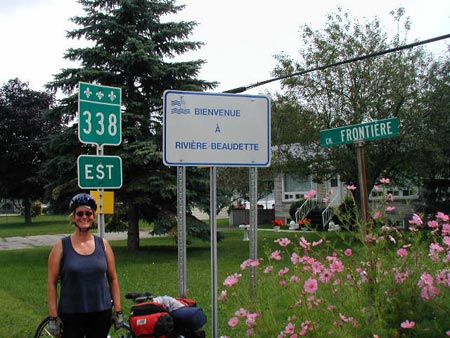 338
EST
BIENVENUE
À
RIVIÈRE-BEAUDETTE
CH. FRONTIÈRE